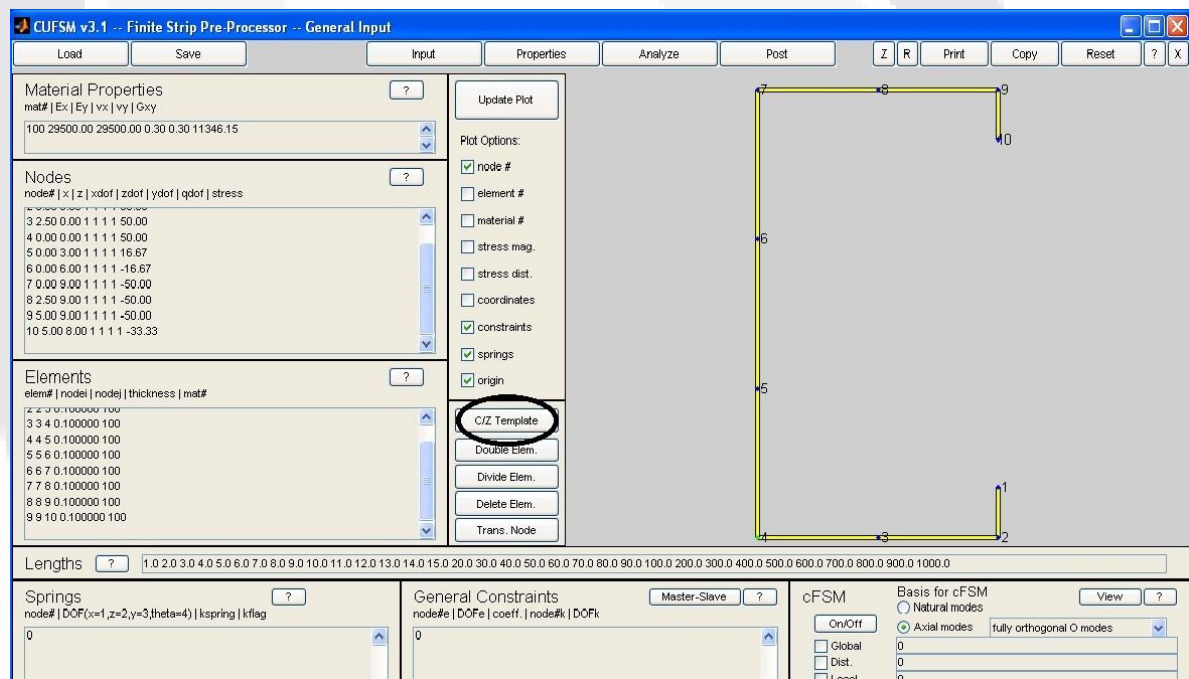 CUFSM v3.1 -- Finite Strip Pre-Processor -- General Input
Load Save Input Properties Analyze Post Z R Print Copy Reset ? X
Material Properties ?
mat# | Ex | Ey | vx | vy | Gxy
100 29500.00 29500.00 0.30 0.30 11346.15
Nodes ?
node# | x | z | xdof | zdof | ydof | qdof | stress
3 2.50 0.00 1 1 1 1 50.00
4 0.00 0.00 1 1 1 1 50.00
5 0.00 3.00 1 1 1 1 16.67
6 0.00 6.00 1 1 1 1 -16.67
7 0.00 9.00 1 1 1 1 -50.00
8 2.50 9.00 1 1 1 1 -50.00
9 5.00 9.00 1 1 1 1 -50.00
10 5.00 8.00 1 1 1 1 -33.33
Elements ?
elem# | nodei | nodej | thickness | mat#
2 2 3 0.100000 100
3 3 4 0.100000 100
4 4 5 0.100000 100
5 5 6 0.100000 100
6 6 7 0.100000 100
7 7 8 0.100000 100
8 8 9 0.100000 100
9 9 10 0.100000 100
Update Plot
Plot Options:
node #
element #
material #
stress mag.
stress dist.
coordinates
constraints
springs
origin
C/Z Template
Double Elem.
Divide Elem.
Delete Elem.
Trans. Node
7 8 9
10
6
5
1
4 3 2
Lengths ? 1.0 2.0 3.0 4.0 5.0 6.0 7.0 8.0 9.0 10.0 11.0 12.0 13.0 14.0 15.0 20.0 30.0 40.0 50.0 60.0 70.0 80.0 90.0 100.0 200.0 300.0 400.0 500.0 600.0 700.0 800.0 900.0 1000.0
Springs ?
node# | DOF(x=1,z=2,y=3,theta=4) | kspring | kflag
0
General Constraints Master-Slave ?
node#e | DOFe | coeff. | node#k | DOFk
0
cFSM
On/Off
Basis for cFSM View ?
Natural modes
Axial modes fully orthogonal O modes
Global 0
Dist. 0
Local 0